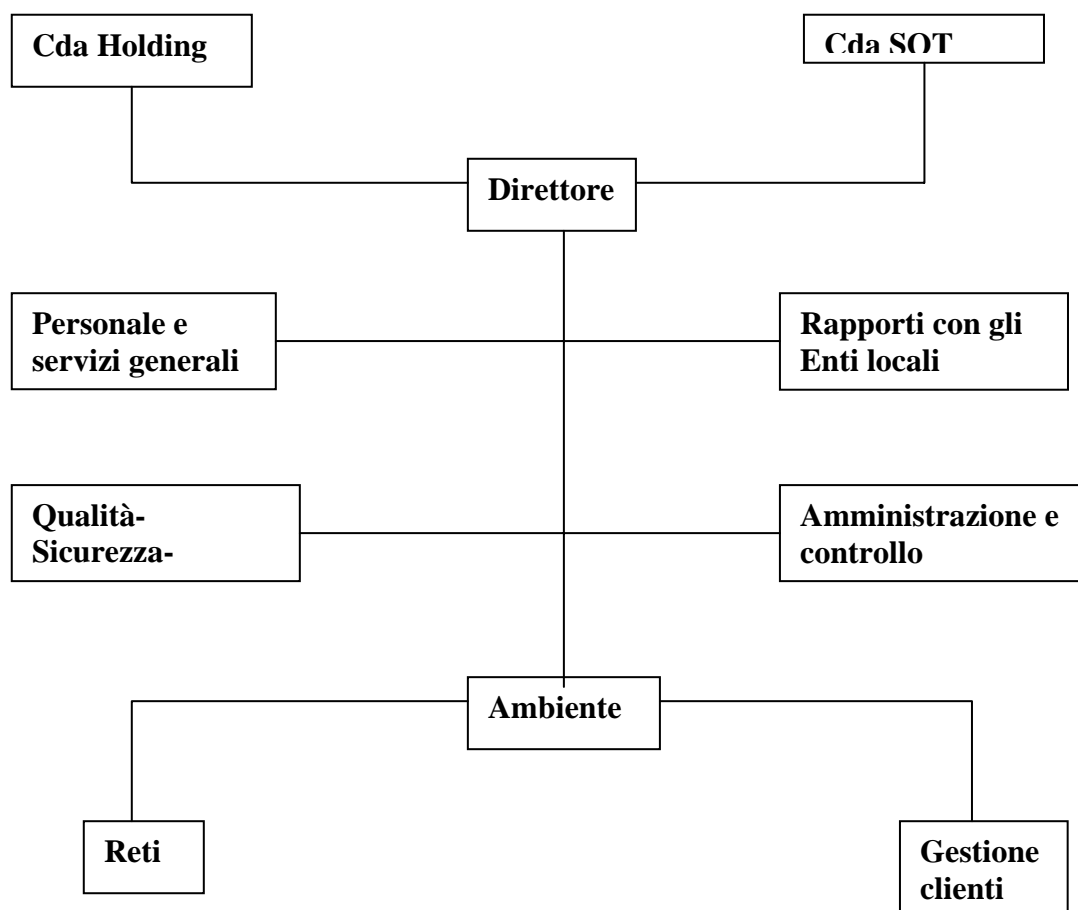 Cda Holding
Cda SOT
Direttore
Personale e
servizi generali
Rapporti con gli
Enti locali
Qualità-
Sicurezza-
Amministrazione e
controllo
Ambiente
Reti
Gestione
clienti